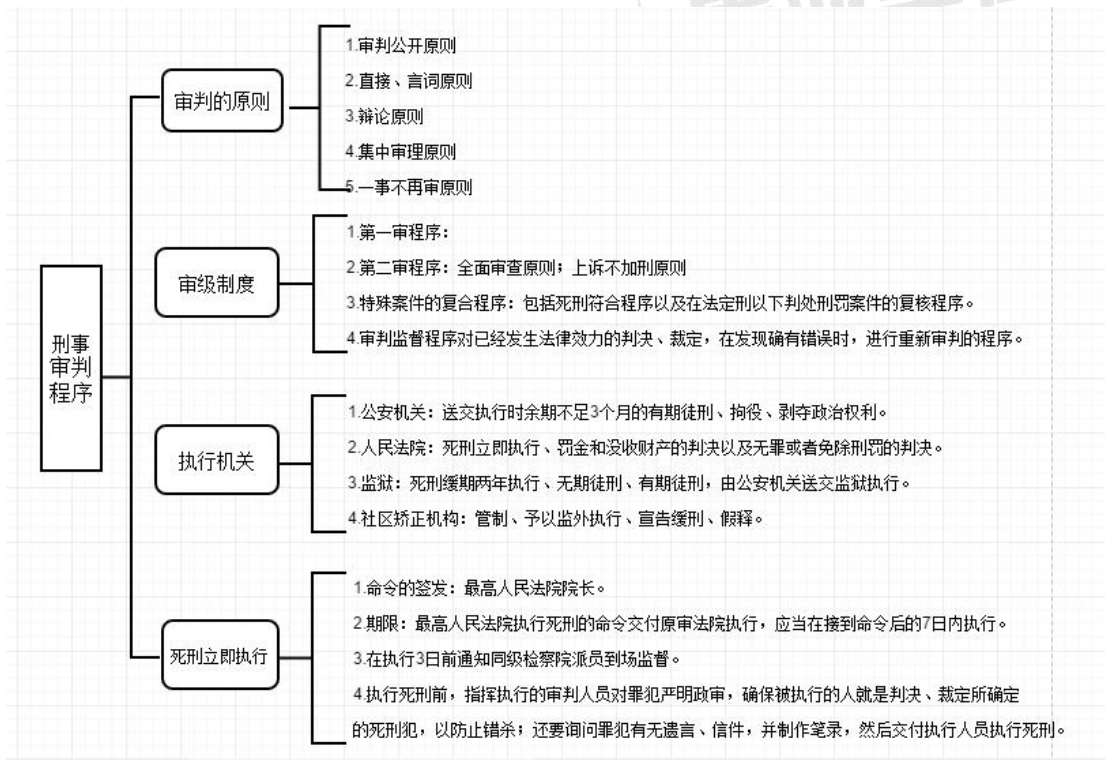 刑事
审判
程序
审判的原则
1.审判公开原则
2.直接、言词原则
3.辩论原则
4.集中审理原则
5.一事不再审原则
审级制度
1.第一审程序：
2.第二审程序：全面审查原则；上诉不加刑原则
3.特殊案件的复合程序：包括死刑符合程序以及在法定刑以下判处刑罚案件的复核程序。
4.审判监督程序对已经发生法律效力的判决、裁定，在发现确有错误时，进行重新审判的程序。
执行机关
1.公安机关：送交执行时余期不足3个月的有期徒刑、拘役、剥夺政治权利。
2.人民法院：死刑立即执行、罚金和没收财产的判决以及无罪或者免除刑罚的判决。
3.监狱：死刑缓期两年执行、无期徒刑、有期徒刑，由公安机关送交监狱执行。
4.社区矫正机构：管制、予以监外执行、宣告缓刑、假释。
死刑立即执行
1.命令的签发：最高人民法院院长。
2.期限：最高人民法院执行死刑的命令交付原审法院执行，应当在接到命令后的7日内执行。
3.在执行3日前通知同级检察院派员到场监督。
4.执行死刑前，指挥执行的审判人员对罪犯严明政审，确保被执行的人就是判决、裁定所确定
的死刑犯，以防止错杀；还要询问罪犯有无遗言、信件，并制作笔录，然后交付执行人员执行死刑。